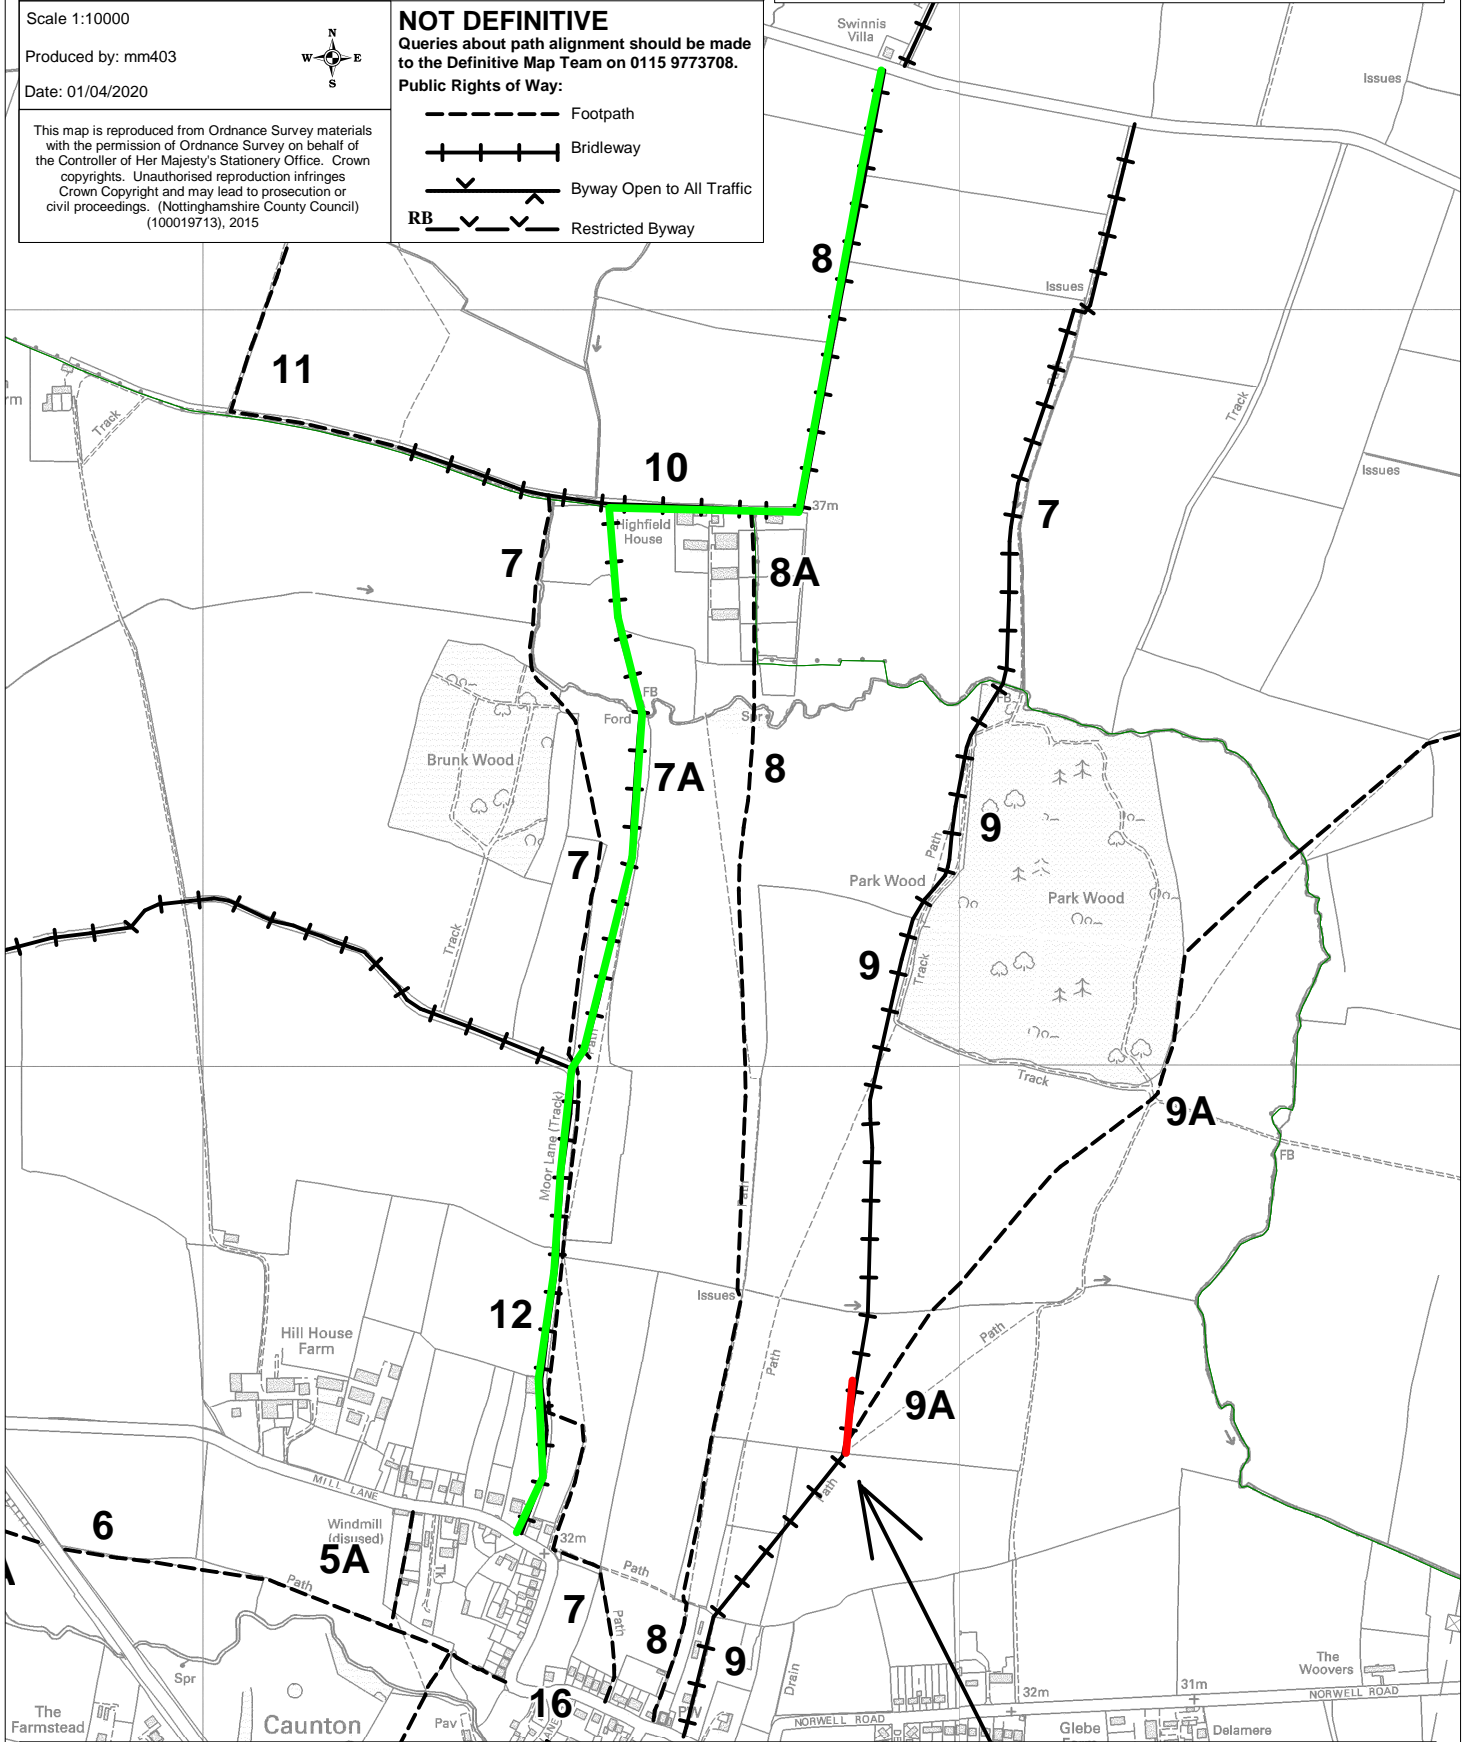 Scale 1:10000
Produced by: mm403
Date: 01/04/2020
N
W E
S
This map is reproduced from Ordnance Survey materials
with the permission of Ordnance Survey on behalf of
the Controller of Her Majesty's Stationery Office. Crown
copyrights. Unauthorised reproduction infringes
Crown Copyright and may lead to prosecution or
civil proceedings. (Nottinghamshire County Council)
(100019713), 2015
NOT DEFINITIVE
Queries about path alignment should be made
to the Definitive Map Team on 0115 9773708.
Public Rights of Way:
Footpath
Bridleway
Byway Open to All Traffic
RB
Restricted Byway
Swinnis
Villa
Issues
8
Issues
11
Track
Track
10
Issues
37m
Highfield
House
7
7
8A
FB
Ford
Spr
FB
Brunk Wood
7A
8
9
Path
7
Park Wood
Park Wood
Track
9
Track
Path
Track
Moor Lane (Track)
9A
FB
Path
Issues
12
Hill House
Farm
Path
Path
9A
MILL LANE
Path
Windmill
(disused)
32m
6
5A
Tk
Path
Path
7
Path
8
9
Spr
Drain
The
Woovers
16
31m
32m
NORWELL ROAD
The
Farmstead
Caunton
Pav
PW
NORWELL ROAD
Glebe
Delamere